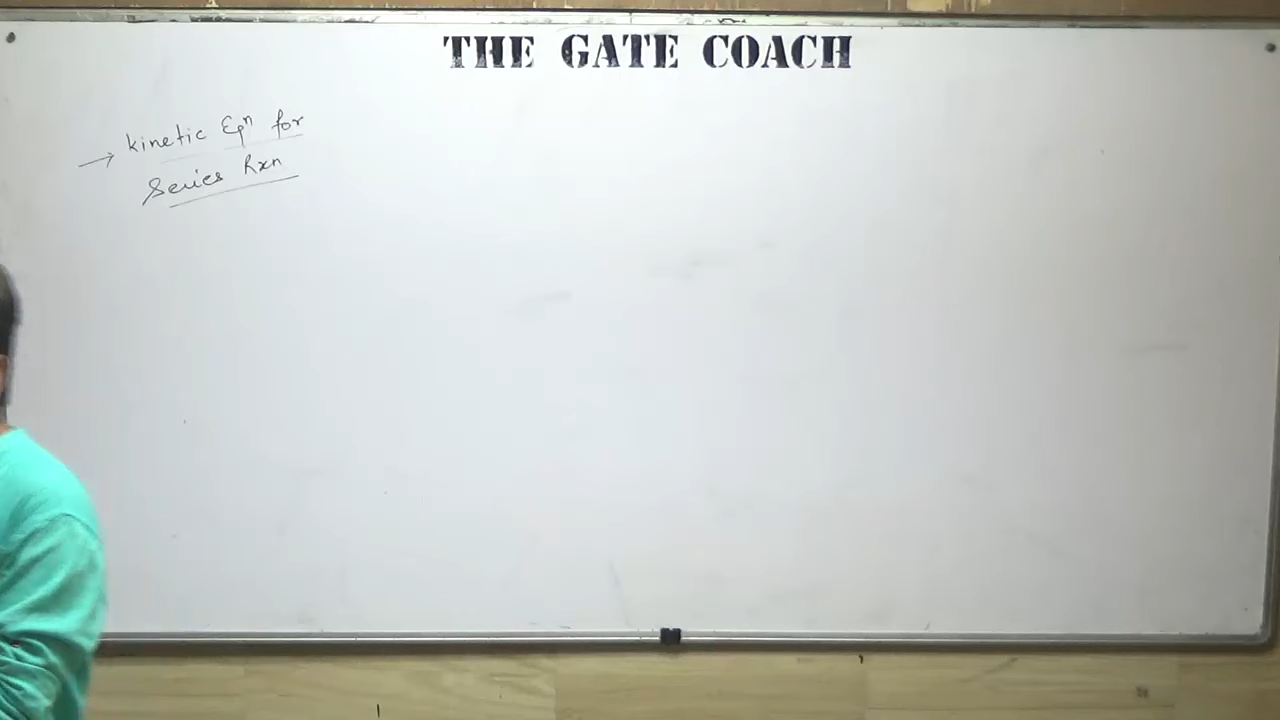 THE GATE COACH
→ kinetic Eqⁿ for
Series Rxn